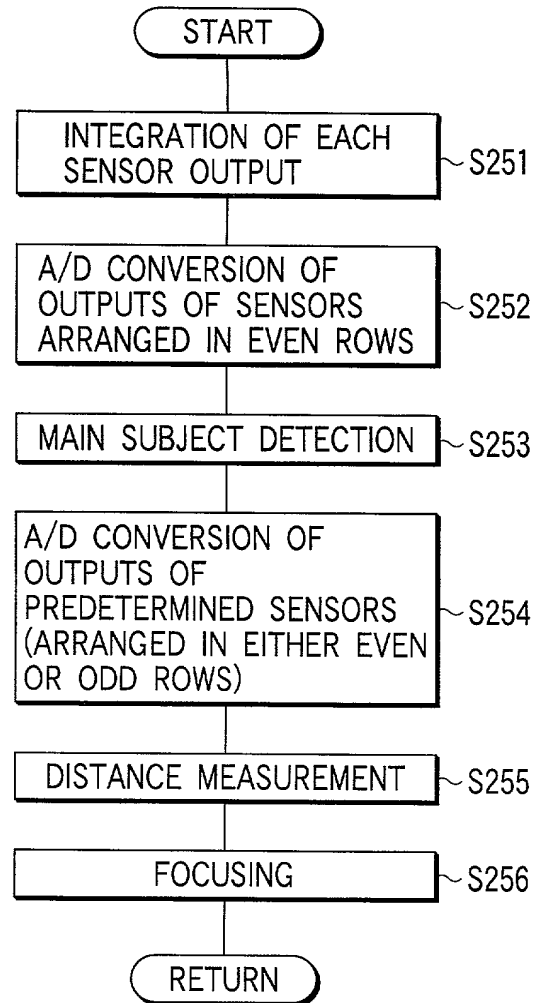 START
INTEGRATION OF EACH
SENSOR OUTPUT
S251
A/D CONVERSION OF
OUTPUTS OF SENSORS
ARRANGED IN EVEN ROWS
S252
MAIN SUBJECT DETECTION
S253
A/D CONVERSION OF
OUTPUTS OF
PREDETERMINED SENSORS
(ARRANGED IN EITHER EVEN
OR ODD ROWS)
S254
DISTANCE MEASUREMENT
S255
FOCUSING
S256
RETURN